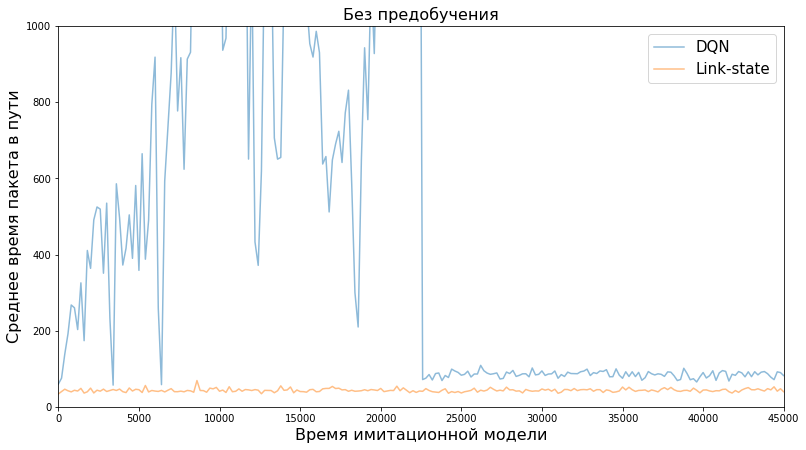 Без предобучения
DQN
Link-state
Среднее время пакета в пути
1000
800
600
400
200
0
0 5000 10000 15000 20000 25000 30000 35000 40000 45000
Время имитационной модели